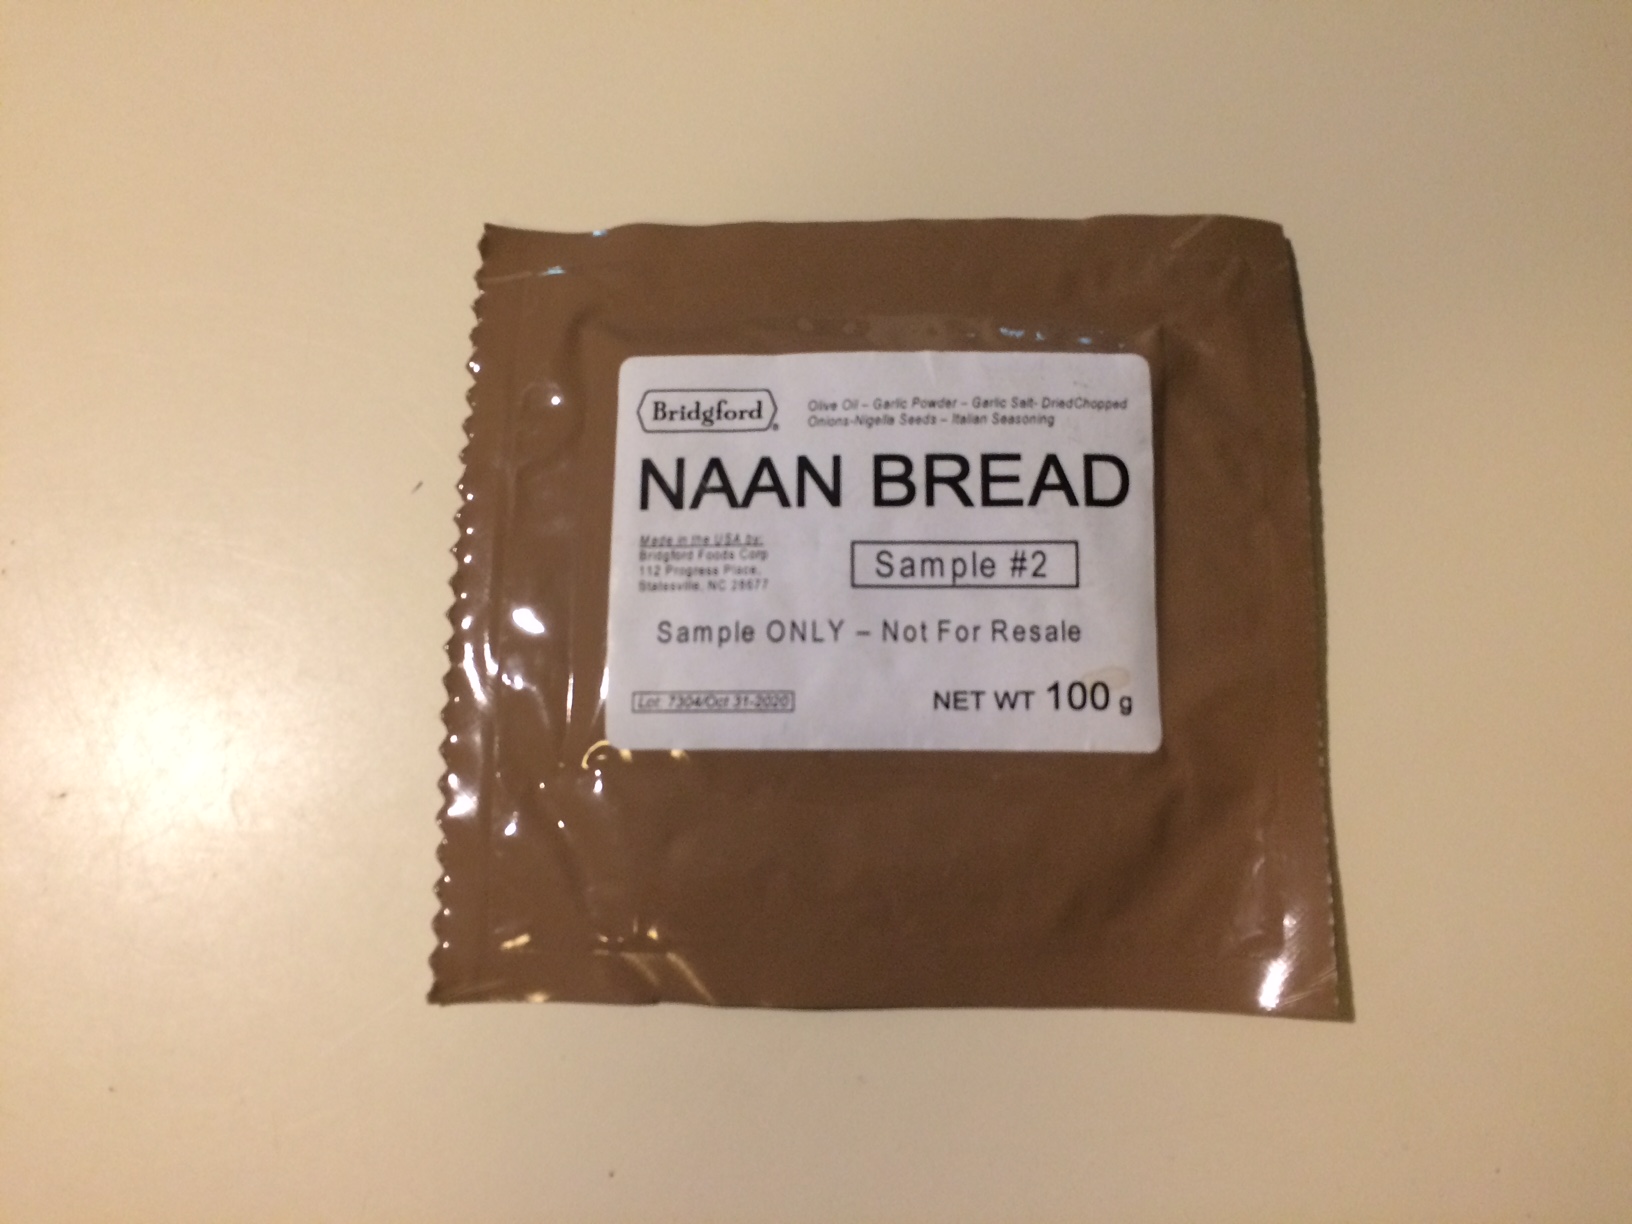 Bridgford®
Olive Oil – Garlic Powder – Garlic Salt- DriedChopped
Onions-Nigella Seeds – Italian Seasoning
NAAN BREAD
Made in the USA by:
Bridgford Foods Corp
112 Progress Place,
Statesville, NC 28677
Sample #2
Sample ONLY – Not For Resale
Lot: 7304/Oct 31-2020
NET WT 100 g